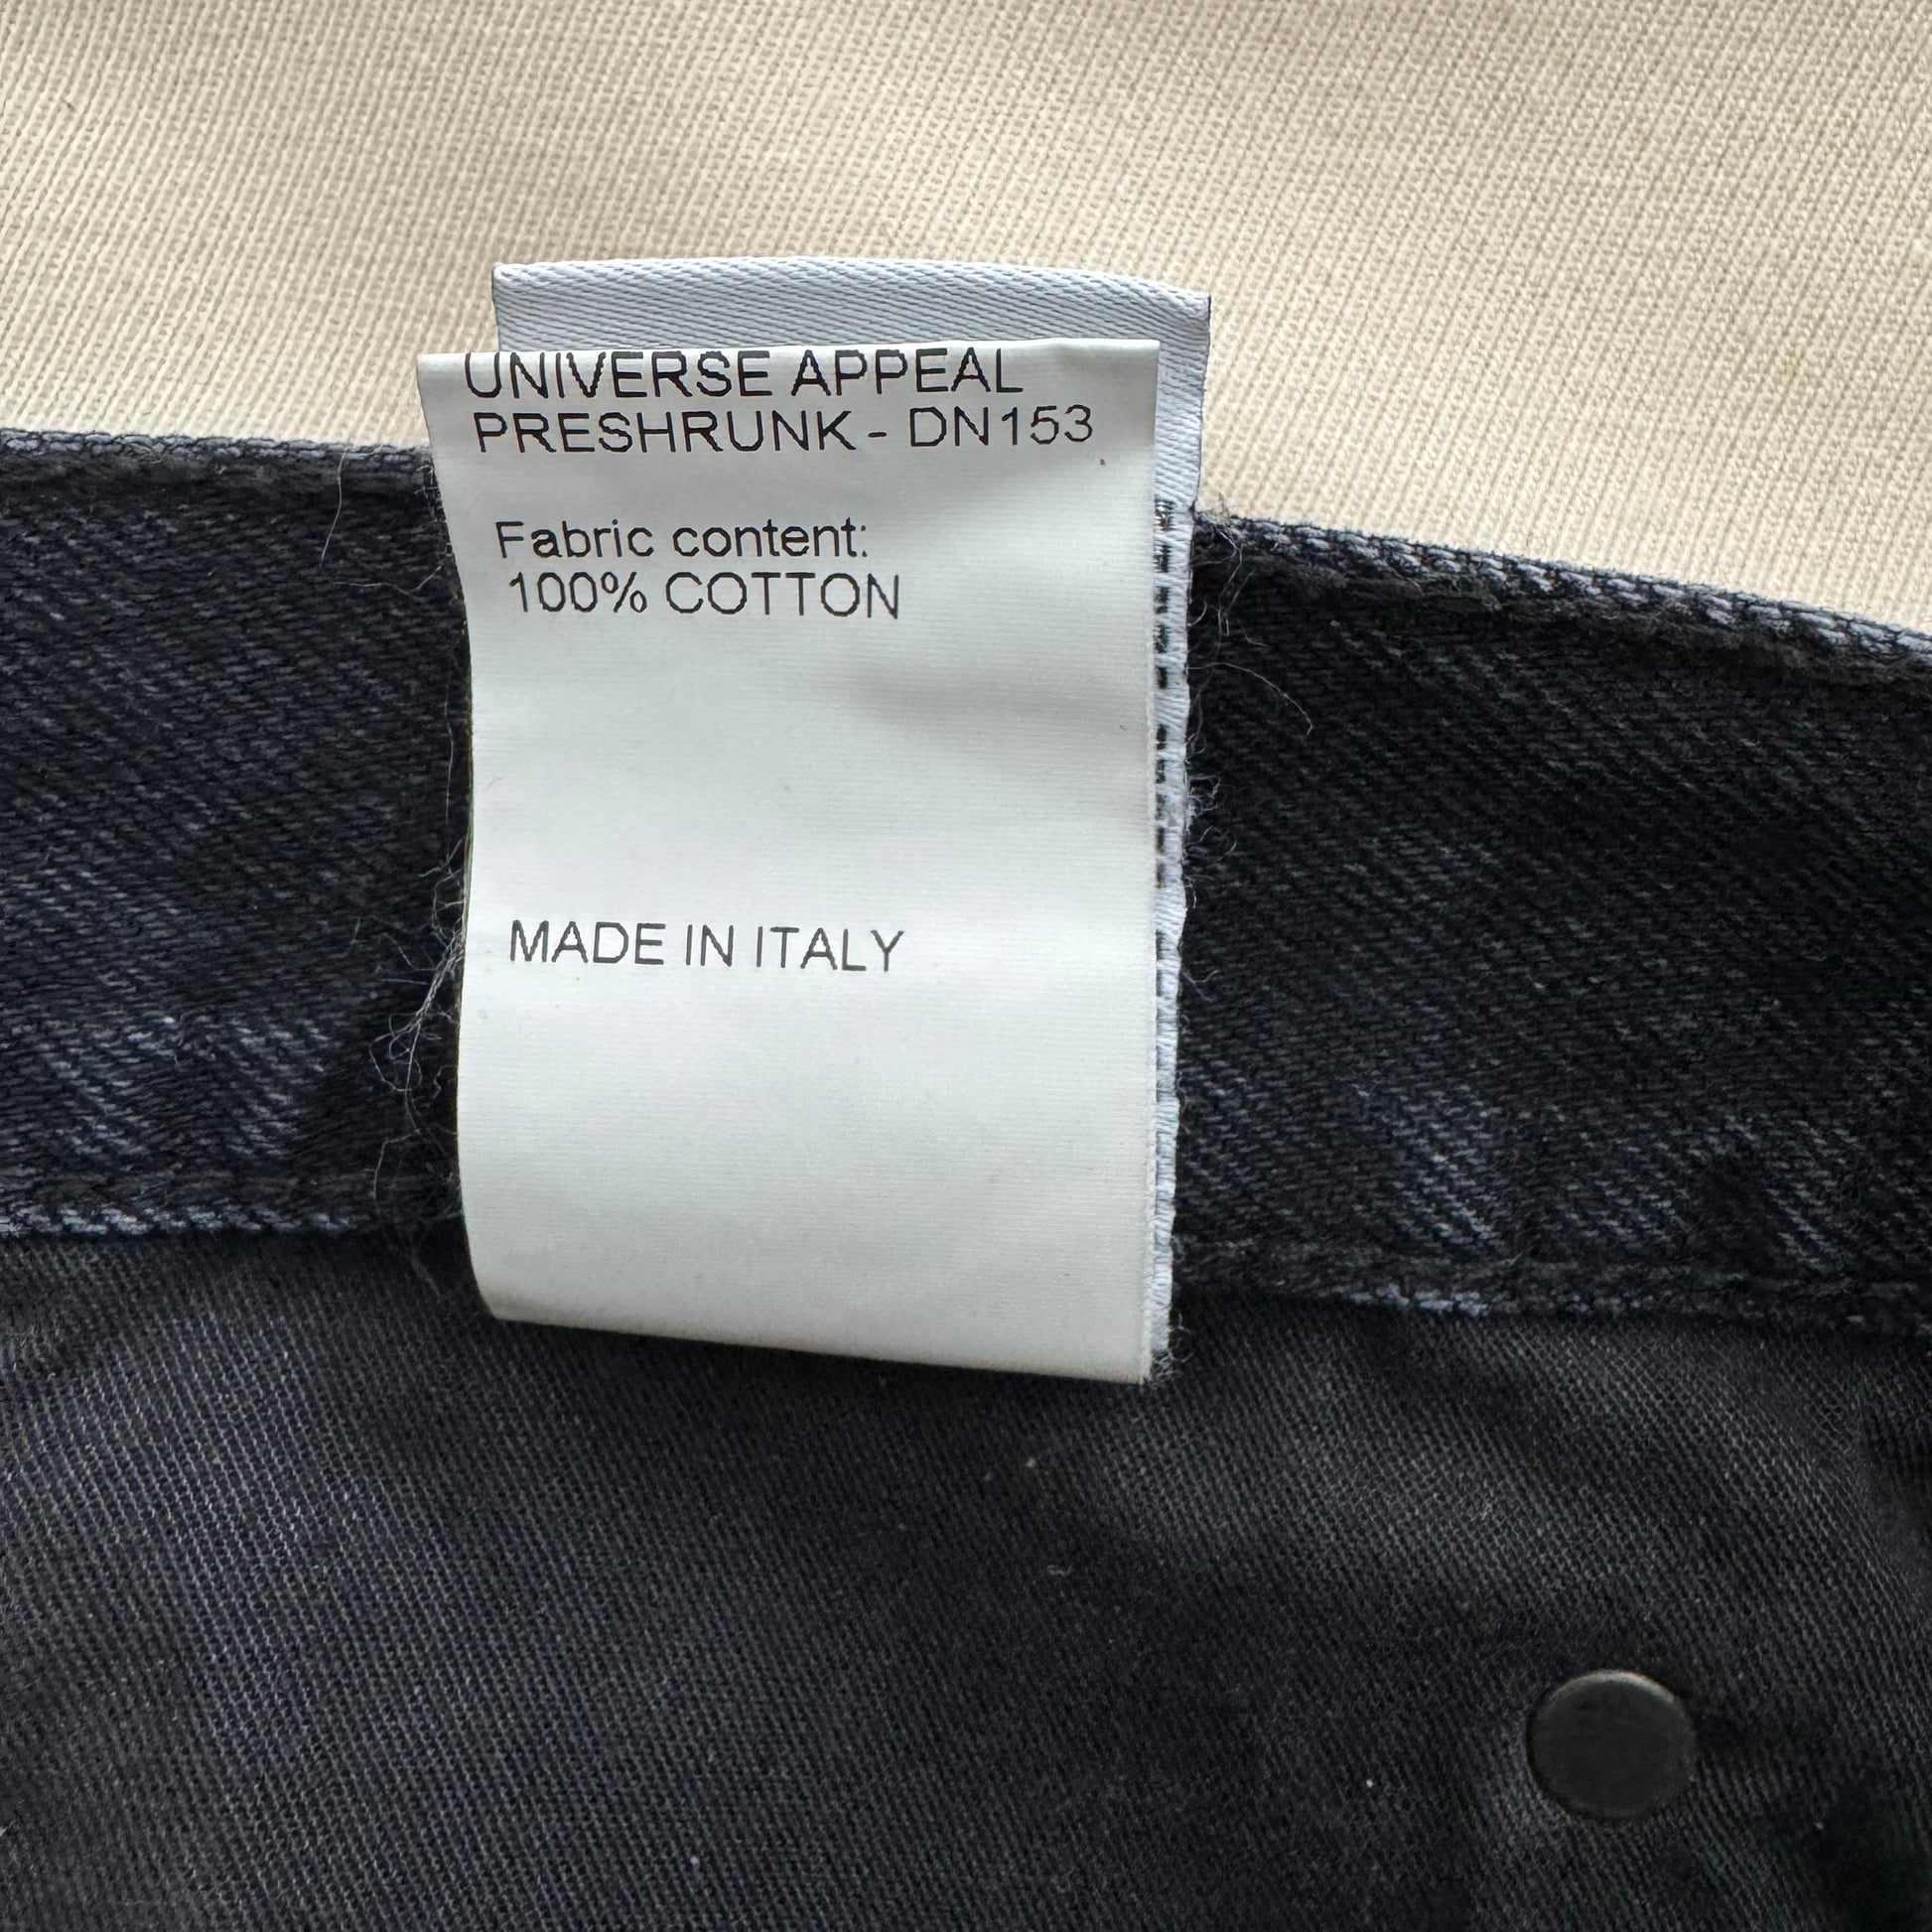 UNIVERSE APPEAL
PRESHRUNK - DN153
Fabric content:
100% COTTON
MADE IN ITALY